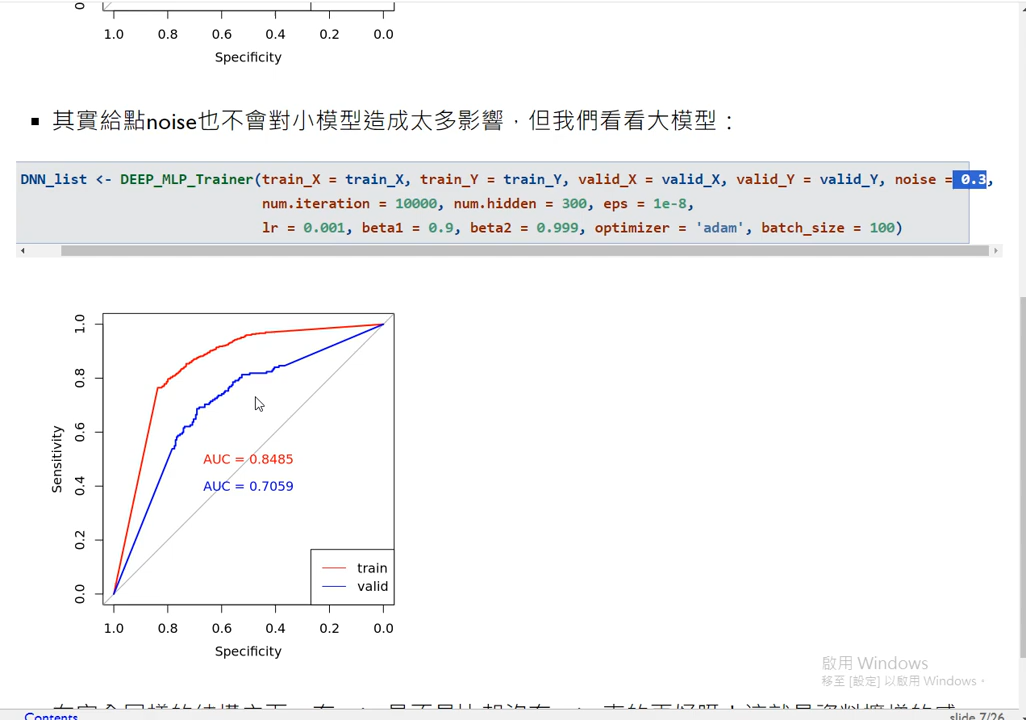 0
1.0 0.8 0.6 0.4 0.2 0.0
Specificity
▪ 其實給點noise也不會對小模型造成太多影響，但我們看看大模型：
DNN_list <- DEEP_MLP_Trainer(train_X = train_X, train_Y = train_Y, valid_X = valid_X, valid_Y = valid_Y, noise = 0.3,
num.iteration = 10000, num.hidden = 300, eps = 1e-8,
lr = 0.001, beta1 = 0.9, beta2 = 0.999, optimizer = 'adam', batch_size = 100)
1.0
0.8
0.6
0.4
0.2
0.0
Sensitivity
AUC = 0.8485
AUC = 0.7059
train
valid
1.0 0.8 0.6 0.4 0.2 0.0
Specificity
啟用 Windows
移至 [設定] 以啟用 Windows。
Contents
slide 7/26